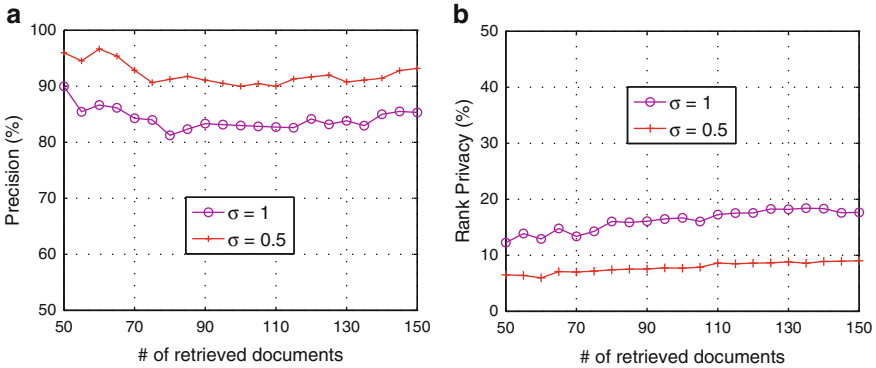 a
100
90
80
70
60
50
Precision (%)
σ = 1
σ = 0.5
50 70 90 110 130 150
# of retrieved documents
b
50
40
30
20
10
0
Rank Privacy (%)
σ = 1
σ = 0.5
50 70 90 110 130 150
# of retrieved documents